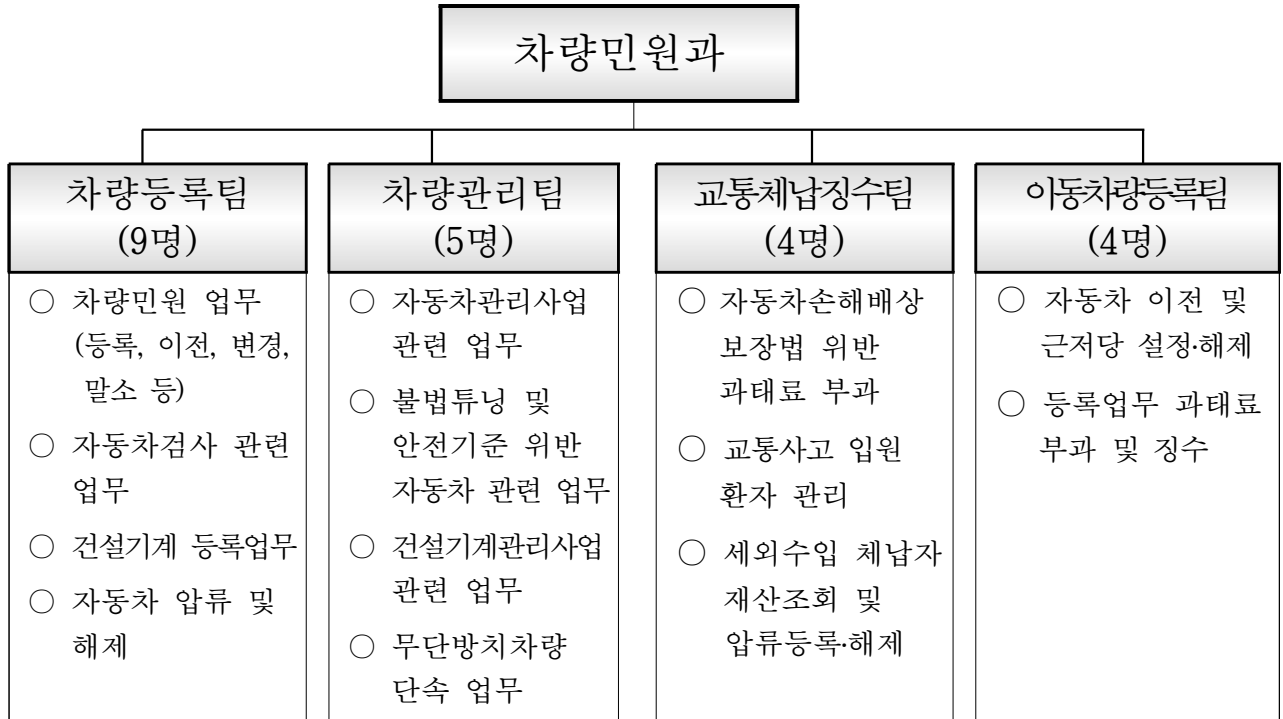 차량민원과
차량등록팀
(9명)
○ 차량민원 업무
(등록, 이전, 변경,
말소 등)
○ 자동차검사 관련
업무
○ 건설기계 등록업무
○ 자동차 압류 및
해제
차량관리팀
(5명)
○ 자동차관리사업
관련 업무
○ 불법튜닝 및
안전기준 위반
자동차 관련 업무
○ 건설기계관리사업
관련 업무
○ 무단방치차량
단속 업무
교통체납징수팀
(4명)
○ 자동차손해배상
보장법 위반
과태료 부과
○ 교통사고 입원
환자 관리
○ 세외수입 체납자
재산조회 및
압류등록·해제
이동차량등록팀
(4명)
○ 자동차 이전 및
근저당 설정·해제
○ 등록업무 과태료
부과 및 징수